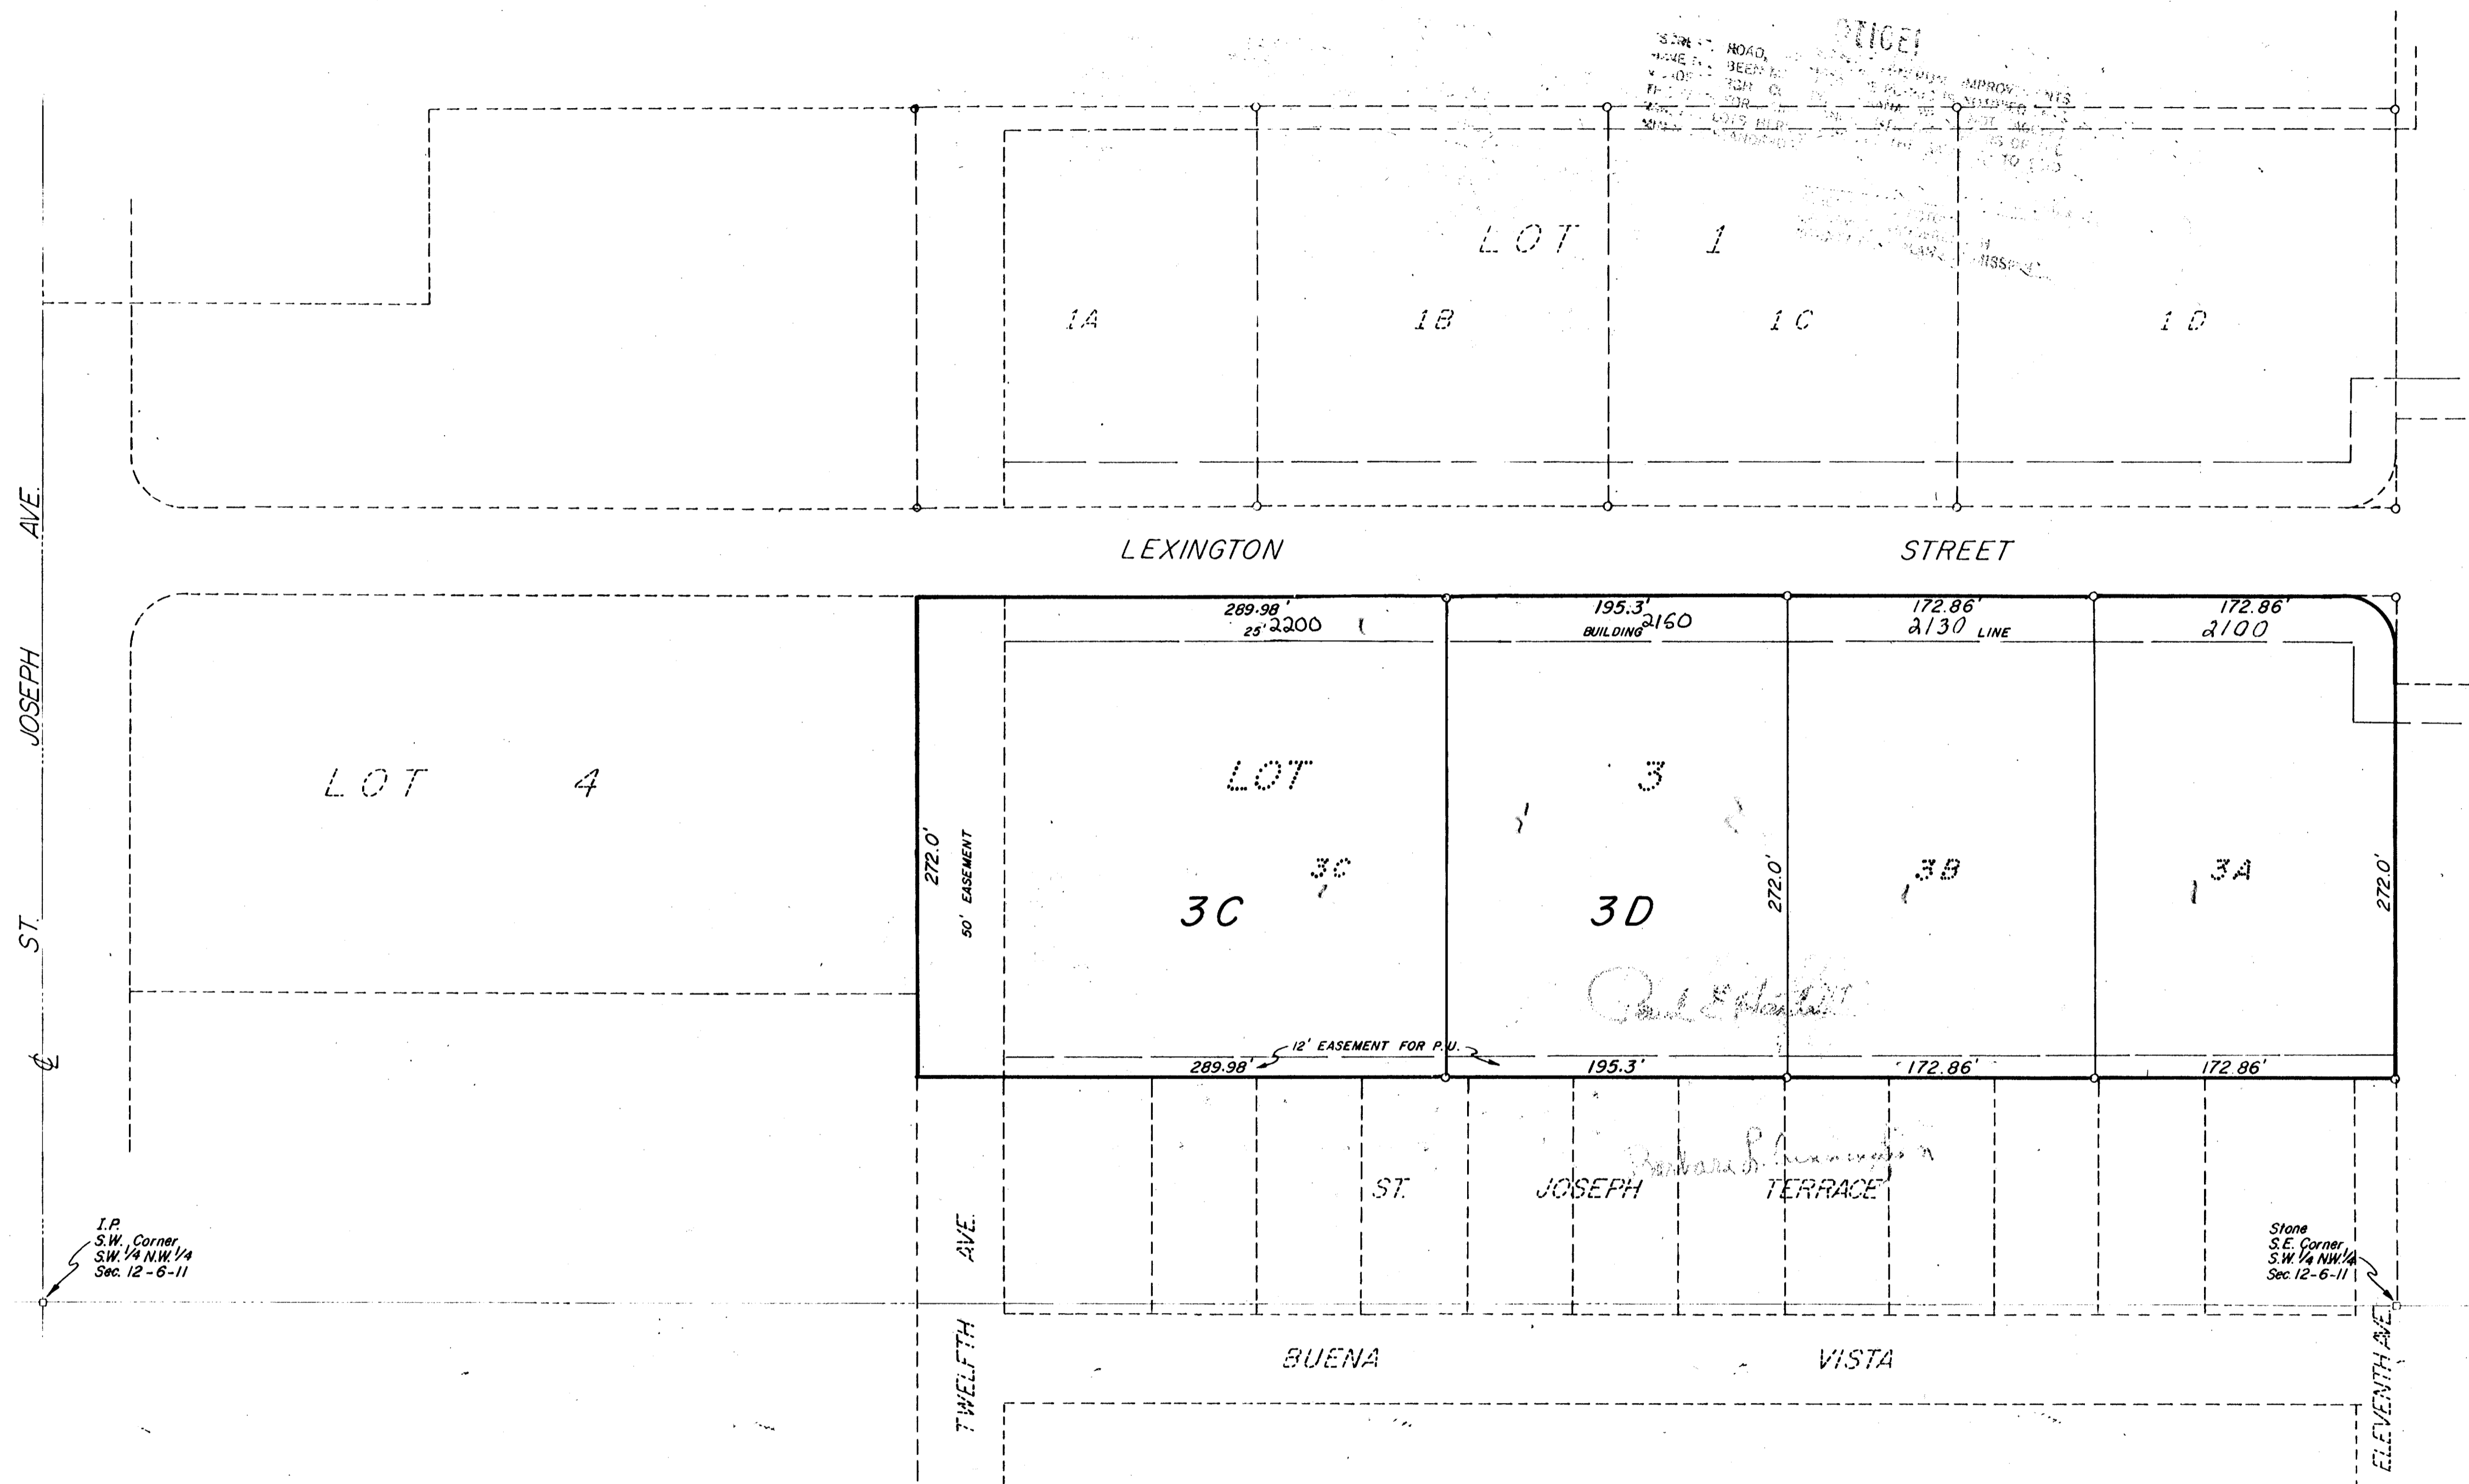 NOTICE!
ROAD,
BEEN
IMPROVEMENTS
LOT 1
1A 1B 1C 1D
ST. JOSEPH AVE.
LEXINGTON STREET
289.98' 195.3' 172.86' 172.86'
25' 2200 BUILDING 2160 2130 LINE 2100
LOT 4
LOT 3
272.0'
50' EASEMENT
3C
3C
3D
272.0'
3B
3A
272.0'
12' EASEMENT FOR P.U.
289.98' 195.3' 172.86' 172.86'
ST. JOSEPH TERRACE
I.P.
S.W. Corner
S.W. 1/4 N.W. 1/4
Sec. 12-6-11
Stone
S.E. Corner
S.W. 1/4 NW. 1/4
Sec. 12-6-11
TWELFTH AVE.
BUENA VISTA
ELEVENTH AVE.